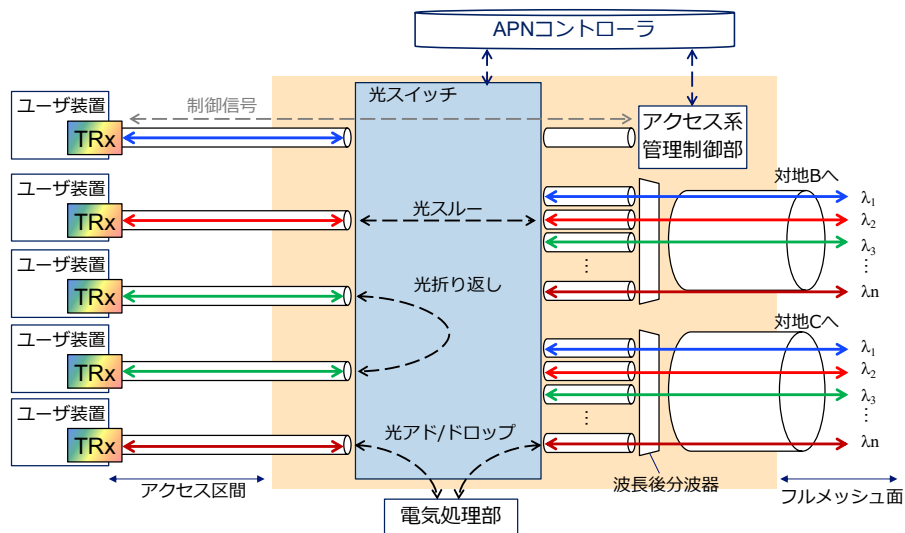 APNコントローラ
ユーザ装置
TRx
制御信号
光スイッチ
アクセス系
管理制御部
ユーザ装置
TRx
光スルー
対地Bへ
λ1
λ2
λ3
⋮
λn
⋮
ユーザ装置
TRx
光折り返し
ユーザ装置
TRx
対地Cへ
λ1
λ2
λ3
⋮
λn
⋮
ユーザ装置
TRx
光アド/ドロップ
アクセス区間
電気処理部
波長後分波器
フルメッシュ面